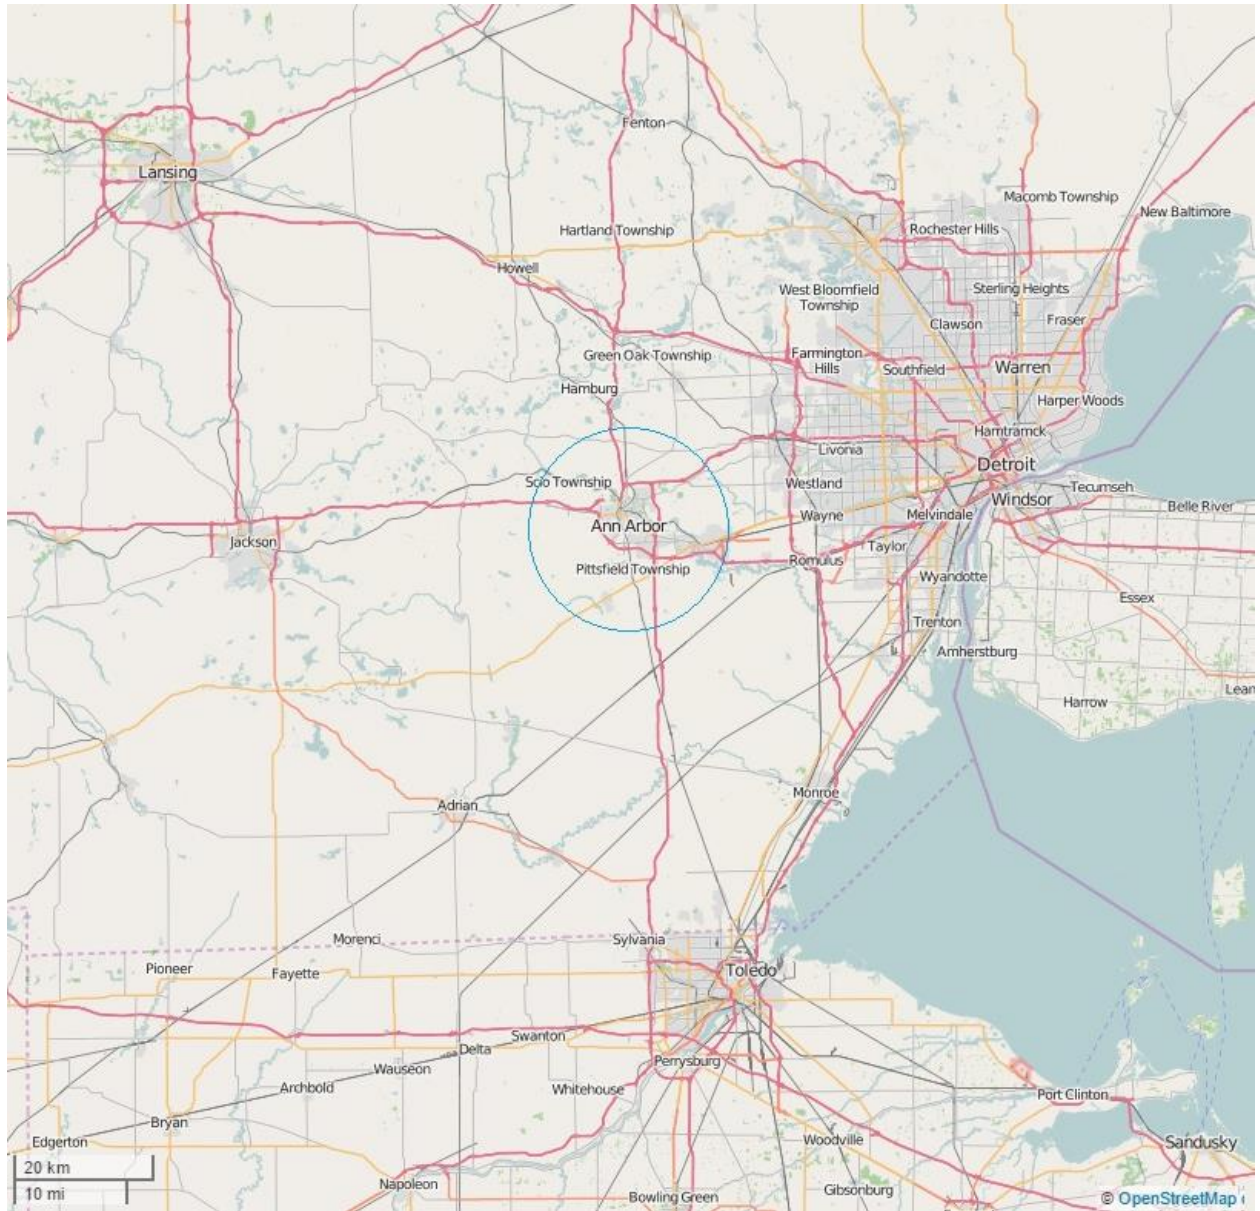 Fenton
Lansing
Macomb Township
New Baltimore
Hartland Township
Rochester Hills
Howell
West Bloomfield
Township
Sterling Heights
Clawson
Fraser
Green Oak Township
Farmington
Hills
Southfield
Warren
Hamburg
Harper Woods
Hamtramck
Livonia
Detroit
Scio Township
Westland
Tecumseh
Windsor
Belle River
Wayne
Melvindale
Ann Arbor
Jackson
Taylor
Romulus
Pittsfield Township
Wyandotte
Essex
Trenton
Amherstburg
Lean
Harrow
Monroe
Adrian
Morenci
Sylvania
Pioneer
Fayette
Toledo
Swanton
Delta
Perrysburg
Wauseon
Archbold
Whitehouse
Port Clinton
Bryan
Edgerton
Woodville
Sandusky
20 km
10 mi
Napoleon
Gibsonburg
Bowling Green
© OpenStreetMap